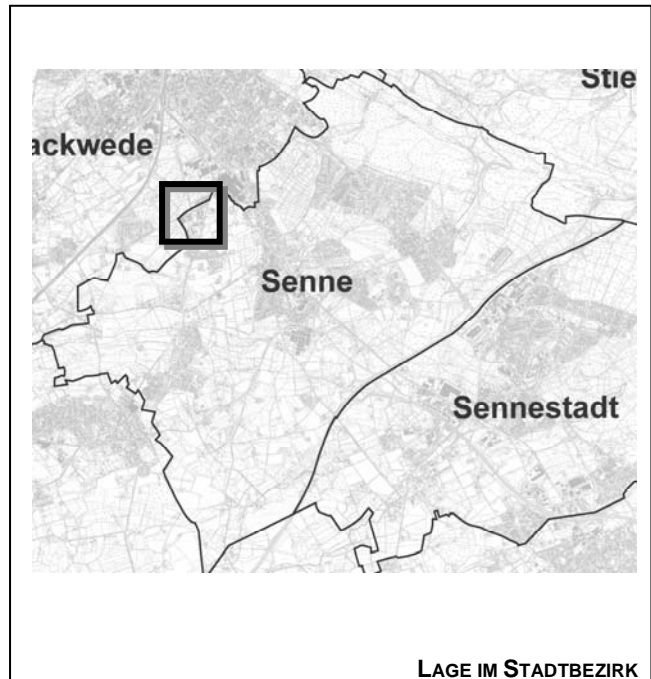 Stie
ackwede
Senne
Sennestadt
LAGE IM STADTBEZIRK